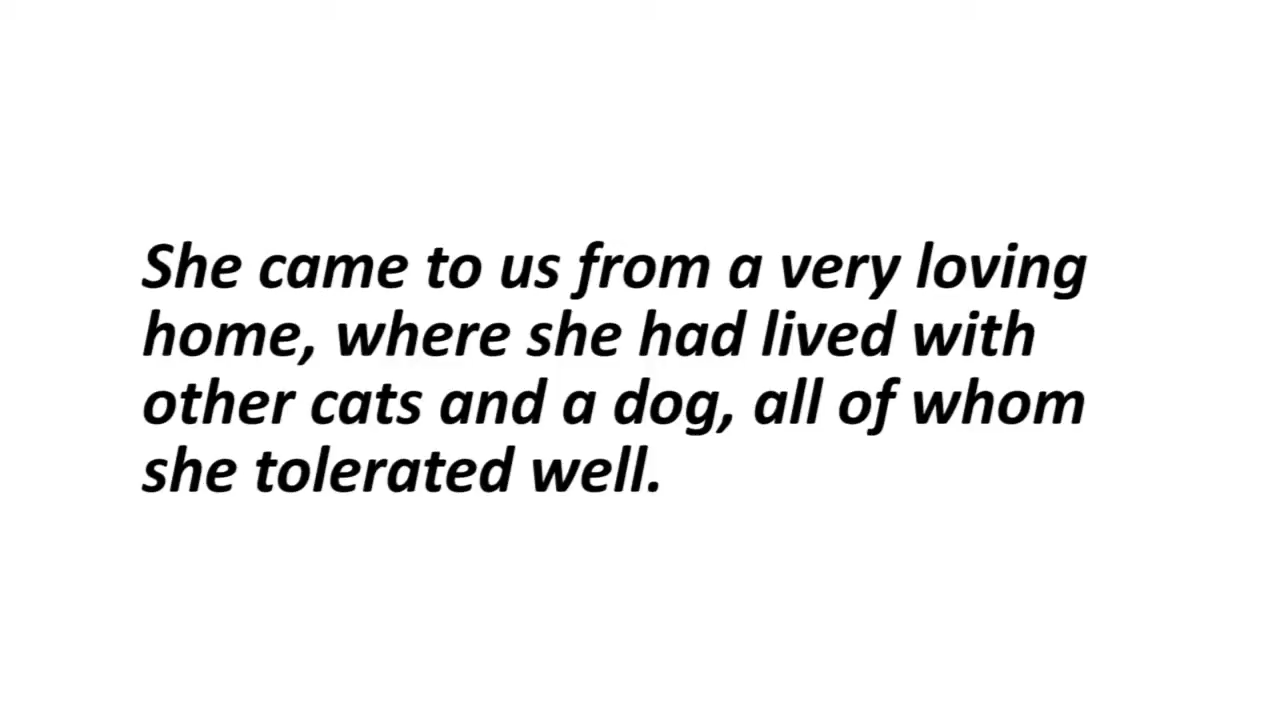 She came to us from a very loving
home, where she had lived with
other cats and a dog, all of whom
she tolerated well.